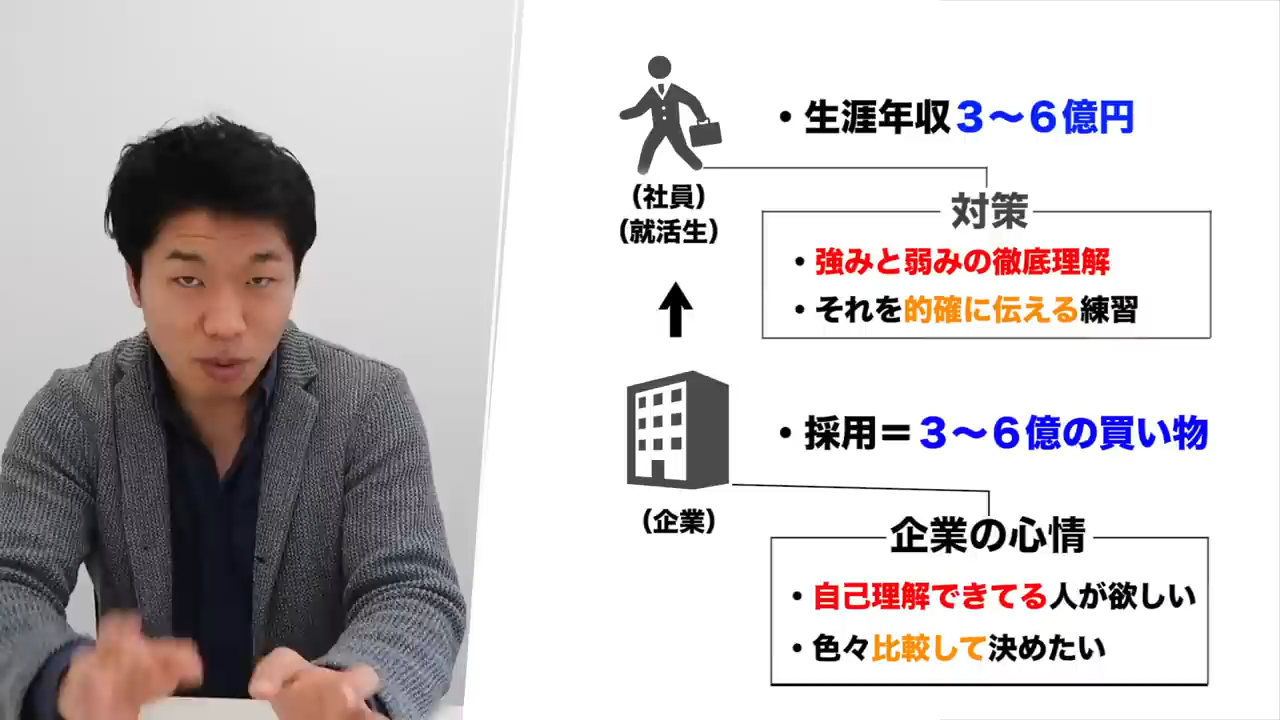 ・生涯年収３〜６億円
（社員）
（就活生）
対策
・強みと弱みの徹底理解
・それを的確に伝える練習
・採用＝３〜６億の買い物
（企業）
企業の心情
・自己理解できてる人が欲しい
・色々比較して決めたい